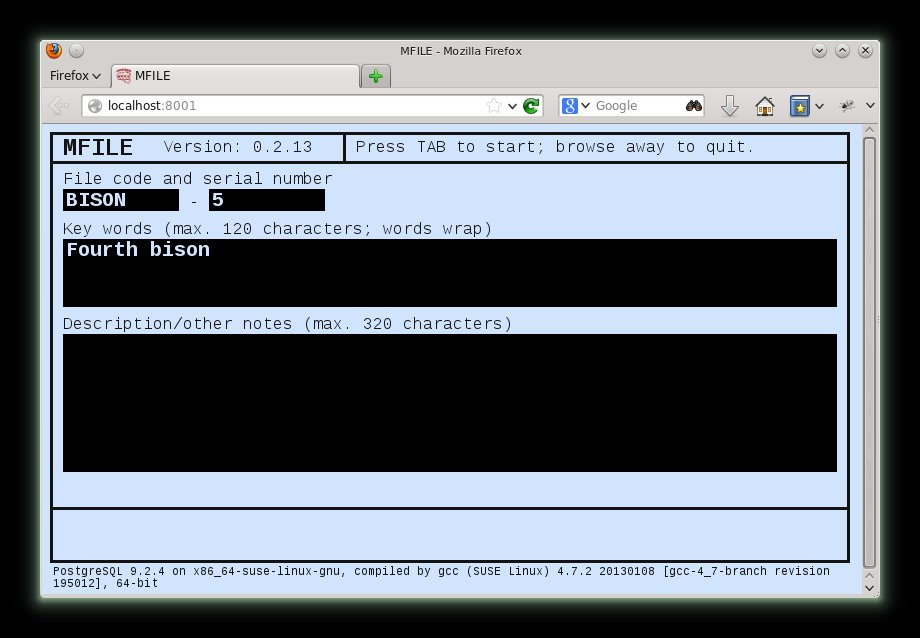 MFILE - Mozilla Firefox
Firefox
MFILE
localhost:8001
Google
MFILE Version: 0.2.13 Press TAB to start; browse away to quit.
File code and serial number
BISON - 5
Key words (max. 120 characters; words wrap)
Fourth bison
Description/other notes (max. 320 characters)
PostgreSQL 9.2.4 on x86_64-suse-linux-gnu, compiled by gcc (SUSE Linux) 4.7.2 20130108 [gcc-4_7-branch revision
195012], 64-bit